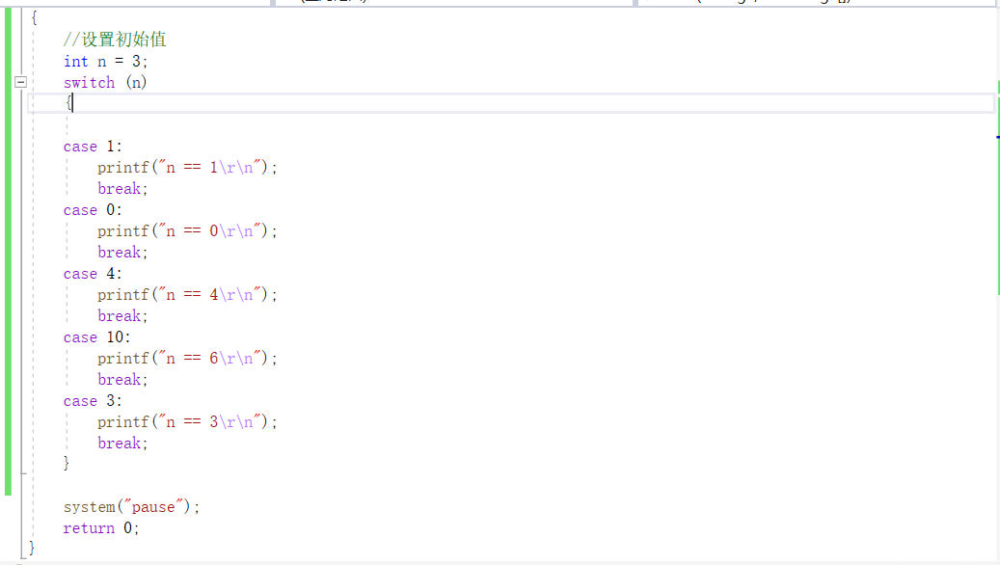 {
//设置初始值
int n = 3;
switch (n)
{
case 1:
printf("n == 1\r\n");
break;
case 0:
printf("n == 0\r\n");
break;
case 4:
printf("n == 4\r\n");
break;
case 10:
printf("n == 6\r\n");
break;
case 3:
printf("n == 3\r\n");
break;
}
system("pause");
return 0;
}